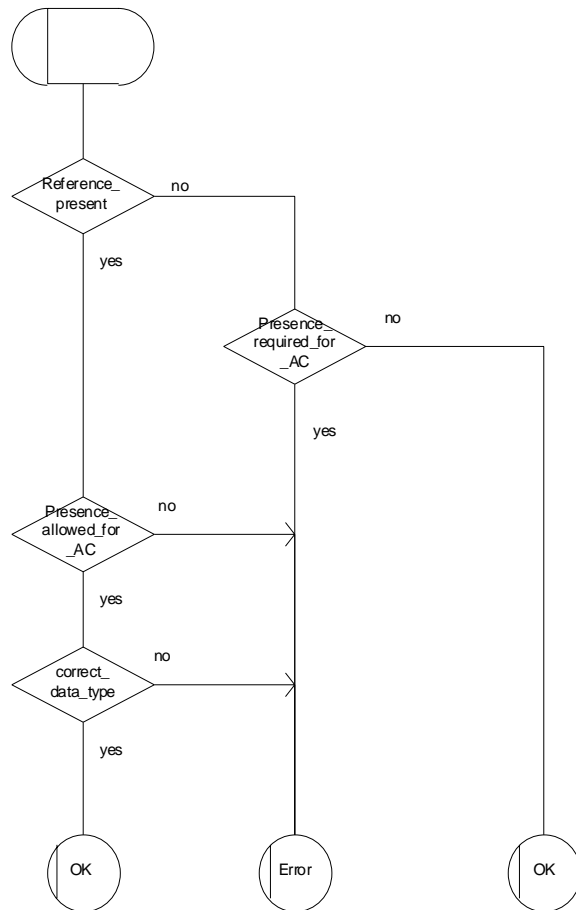 Reference_
present
no
yes
Presence_
required_for
_AC
no
yes
Presence_
allowed_for
_AC
no
yes
correct_
data_type
no
yes
OK
Error
OK